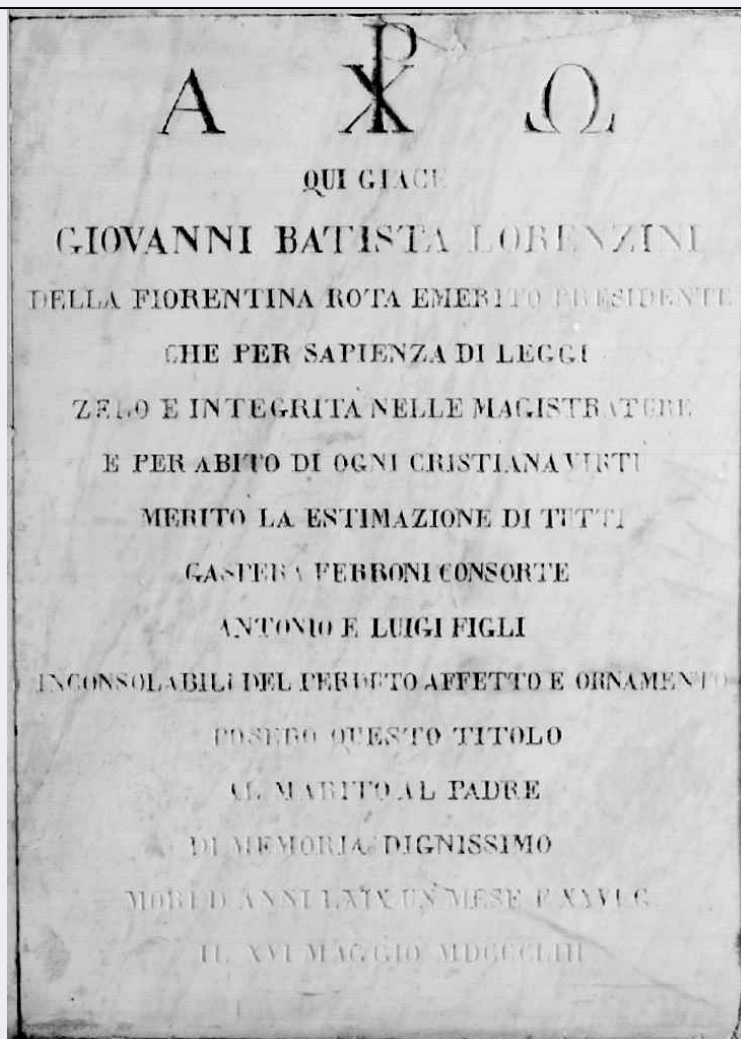 Α ☧ Ω
QUI GIACE
GIOVANNI BATISTA LORENZINI
DELLA FIORENTINA ROTA EMERITO PRESIDENTE
CHE PER SAPIENZA DI LEGGI
ZELO E INTEGRITA NELLE MAGISTRATURE
E PER ABITO DI OGNI CRISTIANA VIRTU
MERITO LA ESTIMAZIONE DI TUTTI
GASPERA FERRONI CONSORTE
ANTONIO E LUIGI FIGLI
INCONSOLABILI DEL PERDUTO AFFETTO E ORNAMENTO
POSERO QUESTO TITOLO
AL MARITO AL PADRE
DI MEMORIA DIGNISSIMO
MORI D ANNI LXIX UN MESE E XXVI G
IL XVI MAGGIO MDCCCLIII